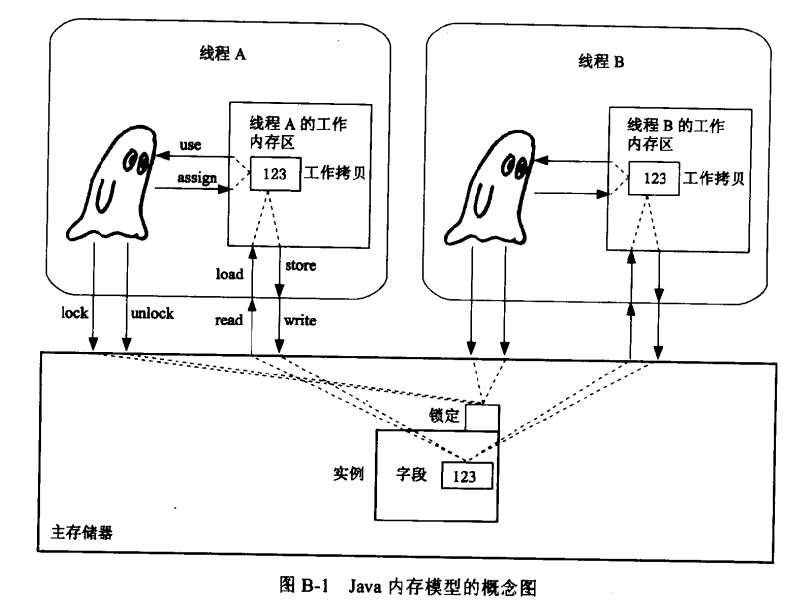 线程 A
线程 B
线程 A 的工作
内存区
use
123
工作拷贝
assign
线程 B 的工作
内存区
123
工作拷贝
load
store
lock
unlock
read
write
锁定
实例
字段
123
主存储器
图 B-1 Java 内存模型的概念图